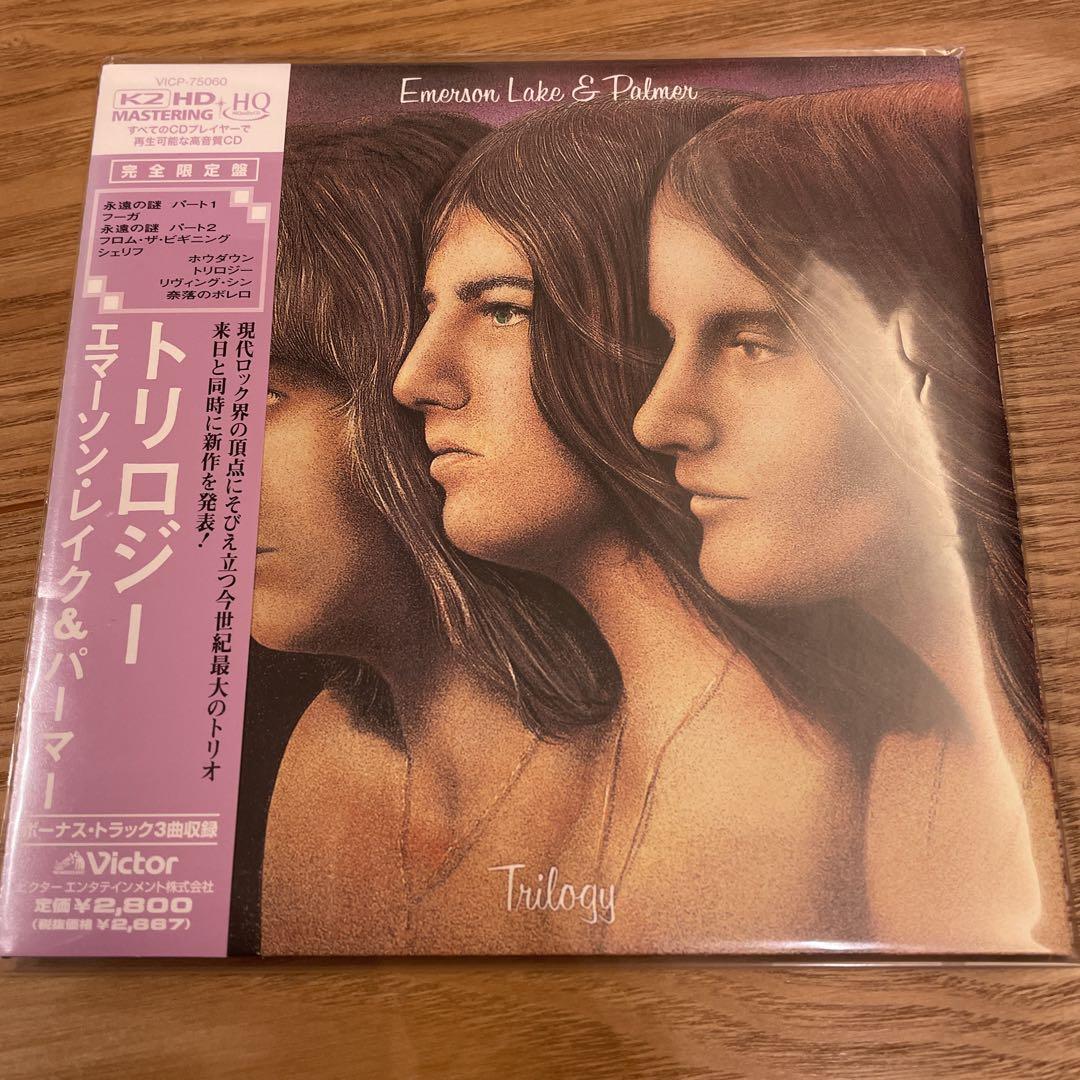 VICP-75060
K2 HD
MASTERING + HQ
すべてのCDプレイヤーで
再生可能な高音質CD
完全限定盤
永遠の謎 パート1
フーガ
永遠の謎 パート2
フロム・ザ・ビギニング
シェリフ
ホウダウン
トリロジー
リヴィング・シン
奈落のボレロ
現代ロック界の頂点にそびえ立つ今世紀最大のトリオ
来日と同時に新作を発表!
トリロジー
エマーソン・レイク&パーマー
ボーナス・トラック3曲収録
Victor
ビクターエンタテインメント株式会社
定価¥2,800
(税抜価格¥2,667)
Emerson Lake & Palmer
Trilogy